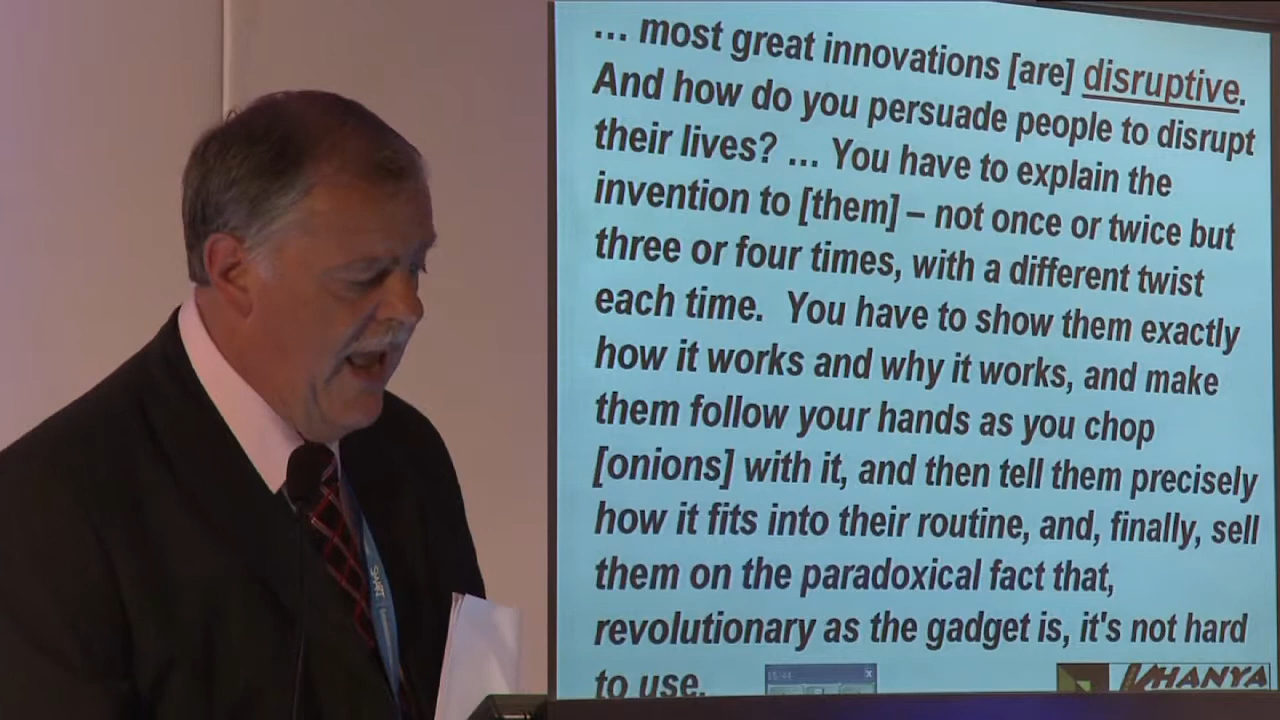 ... most great innovations [are] disruptive.
And how do you persuade people to disrupt
their lives? ... You have to explain the
invention to [them] – not once or twice but
three or four times, with a different twist
each time. You have to show them exactly
how it works and why it works, and make
them follow your hands as you chop
[onions] with it, and then tell them precisely
how it fits into their routine, and, finally, sell
them on the paradoxical fact that,
revolutionary as the gadget is, it's not hard
to use.
15:44
KHANYA